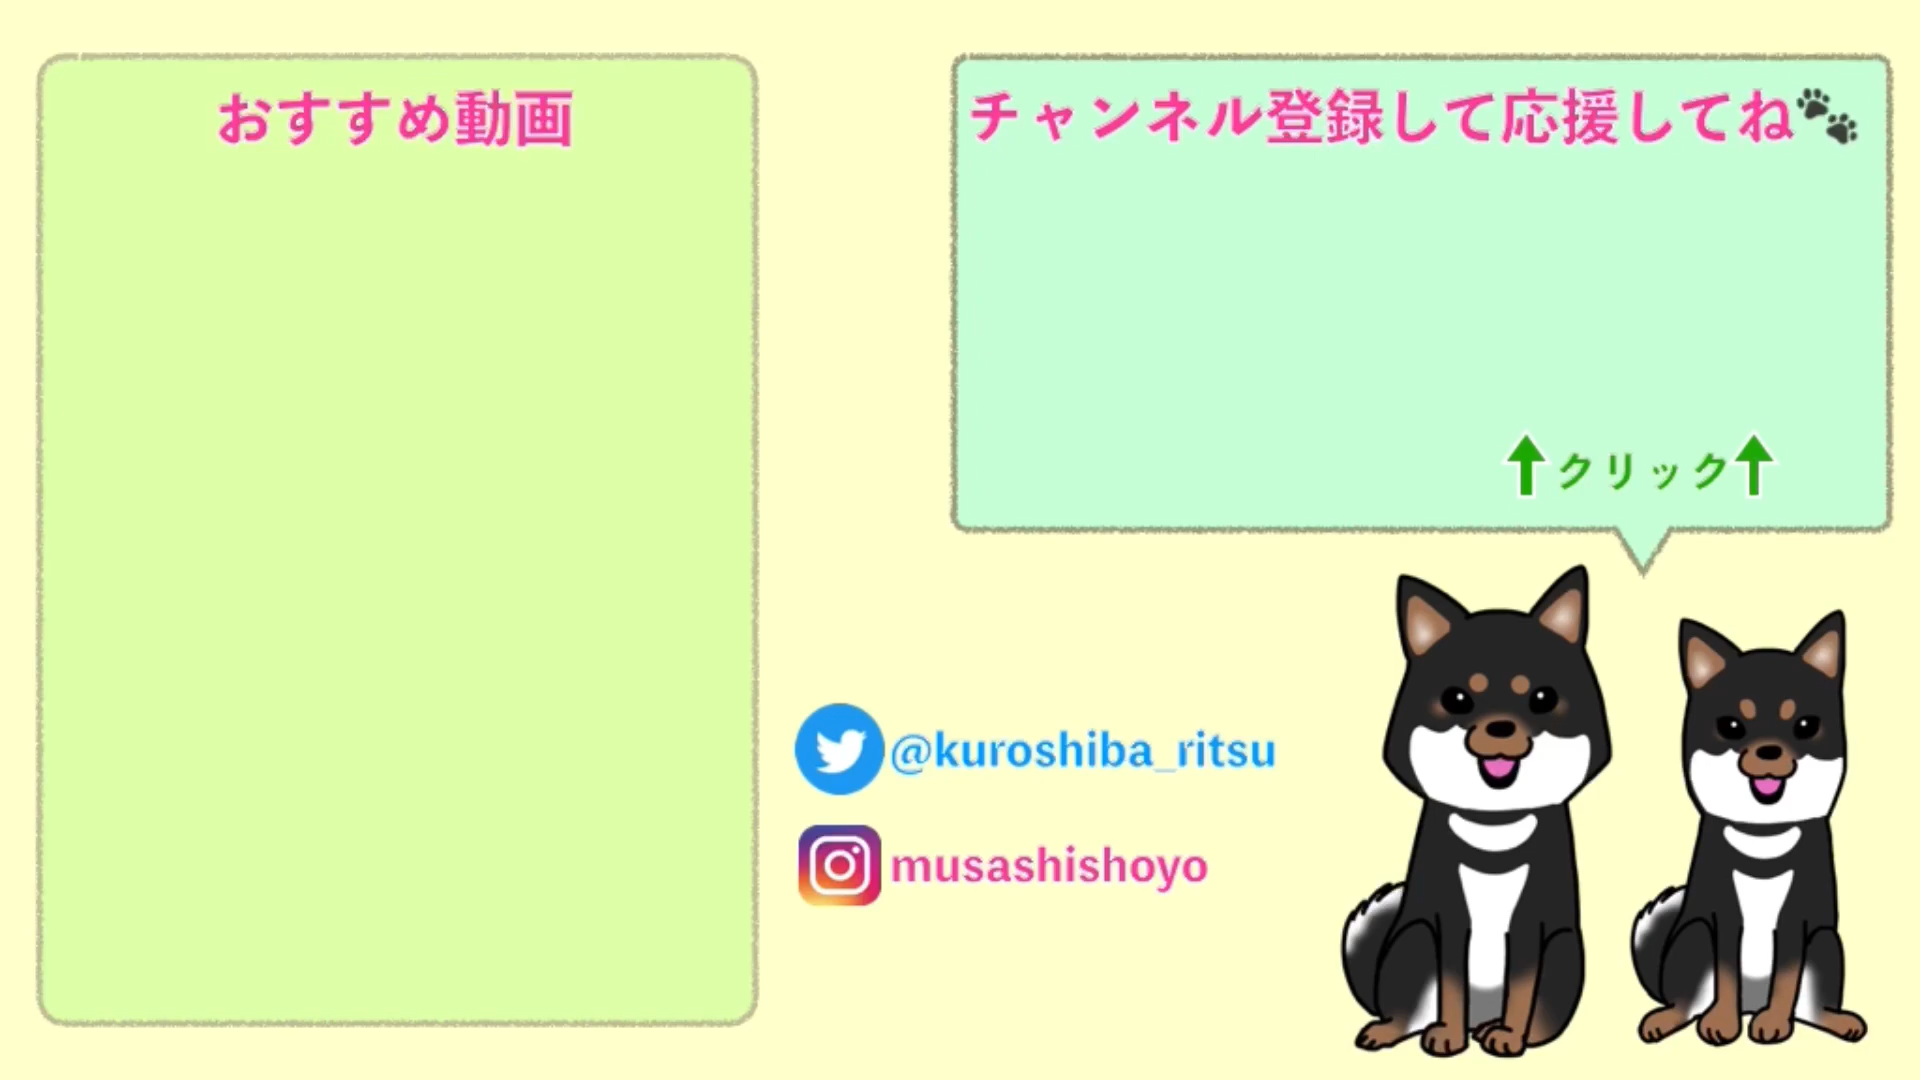 おすすめ動画
チャンネル登録して応援してね🐾
↑クリック↑
@kuroshiba_ritsu
musashishoyo